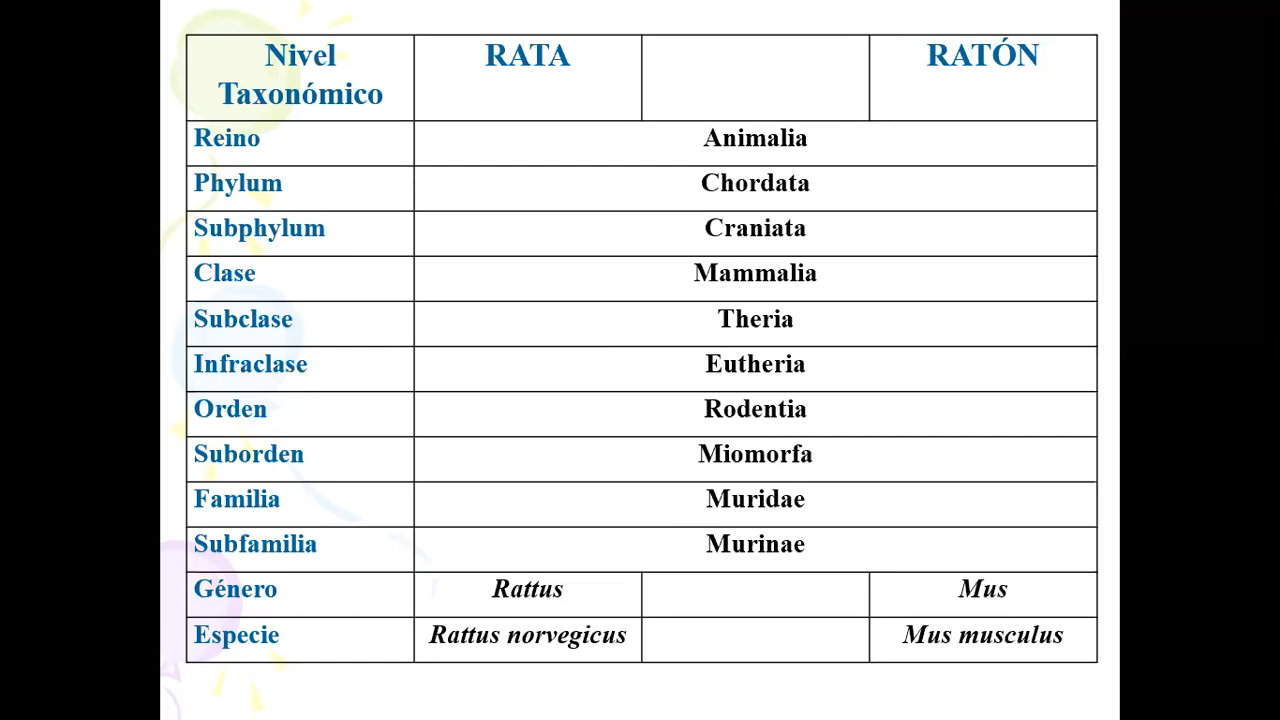 Nivel Taxonómico RATA RATÓN
Reino Animalia
Phylum Chordata
Subphylum Craniata
Clase Mammalia
Subclase Theria
Infraclase Eutheria
Orden Rodentia
Suborden Miomorfa
Familia Muridae
Subfamilia Murinae
Género Rattus Mus
Especie Rattus norvegicus Mus musculus